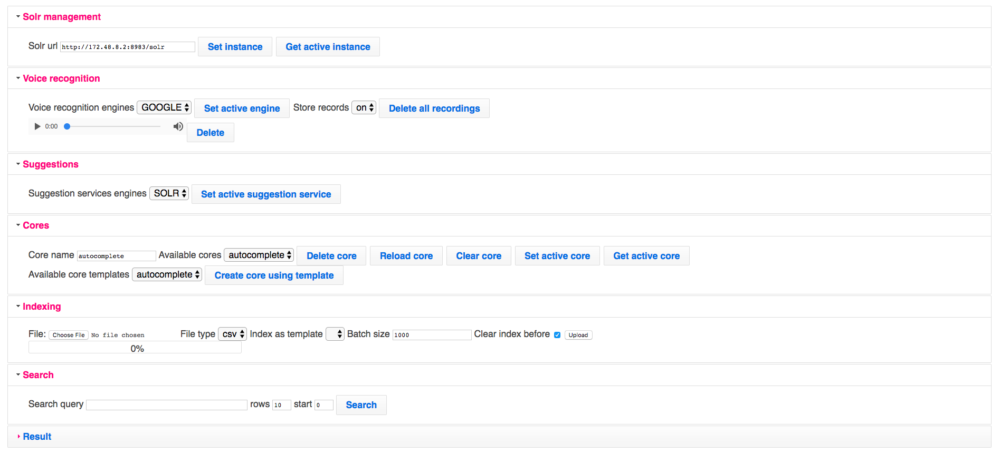 Solr management
Solr url http://172.48.8.2:8983/solr Set instance Get active instance
Voice recognition
Voice recognition engines GOOGLE Set active engine Store records on Delete all recordings
0:00 Delete
Suggestions
Suggestion services engines SOLR Set active suggestion service
Cores
Core name autocomplete Available cores autocomplete Delete core Reload core Clear core Set active core Get active core
Available core templates autocomplete Create core using template
Indexing
File: Choose File No file chosen File type csv Index as template Batch size 1000 Clear index before Upload
0%
Search
Search query rows 10 start 0 Search
Result